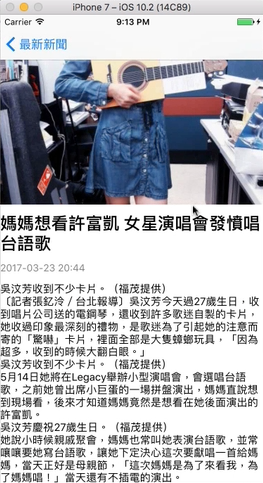 iPhone 7 – iOS 10.2 (14C89)
Carrier 9:13 PM
最新新聞
媽媽想看許富凱 女星演唱會發憤唱
台語歌
2017-03-23 20:44
吳汶芳收到不少卡片。（福茂提供）
〔記者張釔泠／台北報導〕吳汶芳今天過27歲生日，收
到唱片公司送的電鋼琴，還收到許多歌迷自製的卡片，
她收過印象最深刻的禮物，是歌迷為了引起她的注意而
寄的「驚嚇」卡片，裡面全部是大隻蟑螂玩具，「因為
超多，收到的時候大翻白眼。」
吳汶芳收到不少卡片。（福茂提供）
5月14日她將在Legacy舉辦小型演唱會，會選唱台語
歌，之前她曾出席小巨蛋的一場拼盤演出，媽媽直說想
到現場看，後來才知道媽媽竟然是想看在她後面演出的
許富凱。
吳汶芳慶祝27歲生日。（福茂提供）
她說小時候親戚聚會，媽媽也常叫她表演台語歌，並常
嚷嚷要她寫台語歌，讓她下定決心這次要獻唱一首給媽
媽，當天正好是母親節，「這次媽媽是為了來看我，為
了媽媽唱！」當天還有不插電的演出。